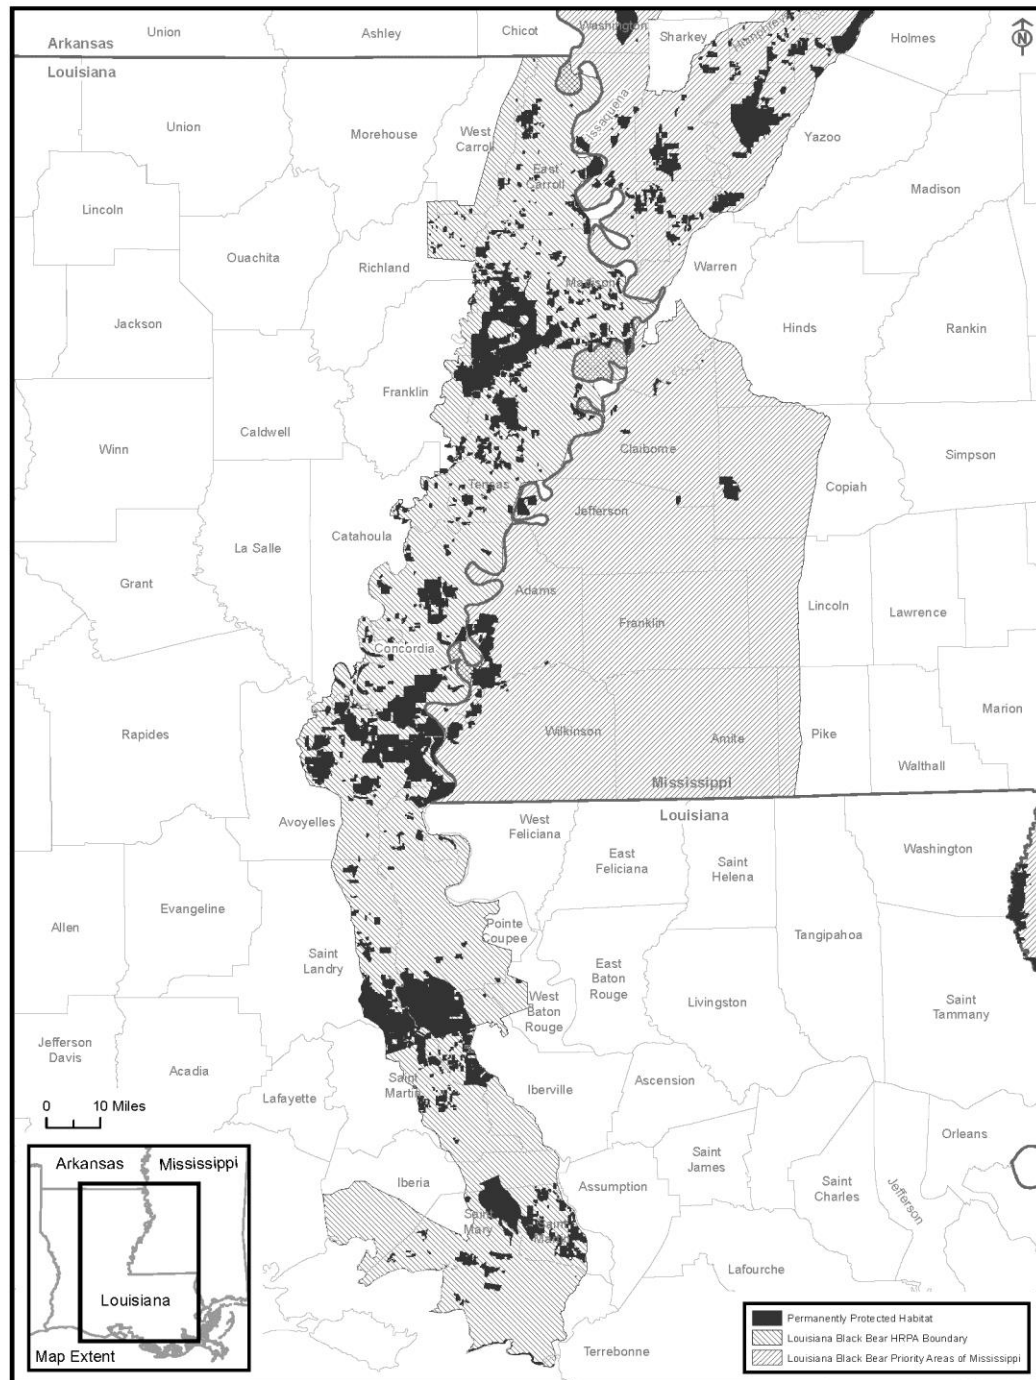 Union
Ashley
Chicot
Washington
Sharkey
Humphrey
Holmes
Arkansas
Louisiana
Union
Morehouse
West
Carroll
Issaquena
Yazoo
East
Carroll
Lincoln
Madison
Ouachita
Richland
Warren
Madison
Jackson
Hinds
Rankin
Franklin
Winn
Caldwell
Claiborne
Simpson
Tensas
Copiah
Jefferson
Catahoula
La Salle
Grant
Adams
Lincoln
Lawrence
Franklin
Concordia
Rapides
Wilkinson
Amite
Pike
Marion
Walthall
Mississippi
Louisiana
Avoyelles
West
Feliciana
East
Feliciana
Saint
Helena
Washington
Allen
Evangeline
Pointe
Coupee
Tangipahoa
Saint
Landry
East
Baton
Rouge
West
Baton
Rouge
Livingston
Saint
Tammany
Jefferson
Davis
Acadia
Saint
Martin
Iberville
Ascension
Lafayette
0 10 Miles
Orleans
Saint
James
Saint
Charles
Jefferson
Iberia
Assumption
Saint
Mary
Saint
Lafourche
Terrebonne
Arkansas
Mississippi
Louisiana
Map Extent
N
Permanently Protected Habitat
Louisiana Black Bear HRPA Boundary
Louisiana Black Bear Priority Areas of Mississippi